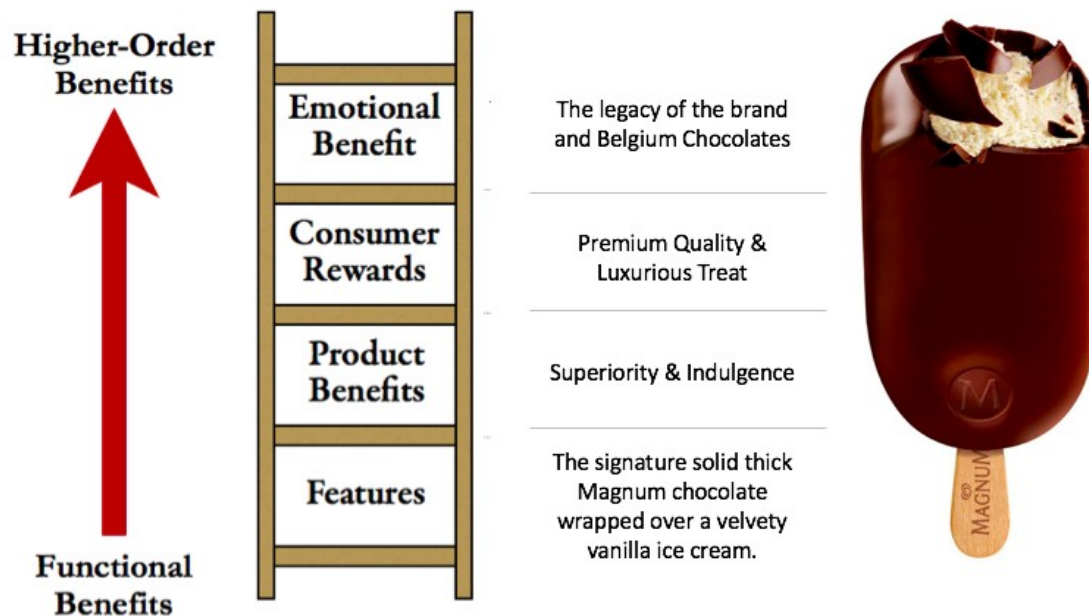 Higher-Order
Benefits
Functional
Benefits
Emotional
Benefit
Consumer
Rewards
Product
Benefits
Features
The legacy of the brand
and Belgium Chocolates
Premium Quality &
Luxurious Treat
Superiority & Indulgence
The signature solid thick
Magnum chocolate
wrapped over a velvety
vanilla ice cream.
M
MAGNUM